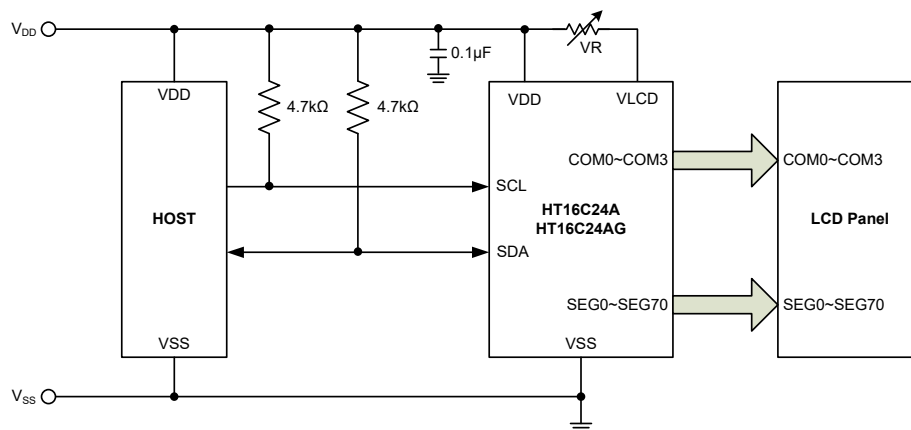 VDD
0.1μF
VR
VDD
4.7kΩ
4.7kΩ
VDD
VLCD
COM0~COM3
COM0~COM3
SCL
HOST
HT16C24A
HT16C24AG
LCD Panel
SDA
SEG0~SEG70
SEG0~SEG70
VSS
VSS
VSS